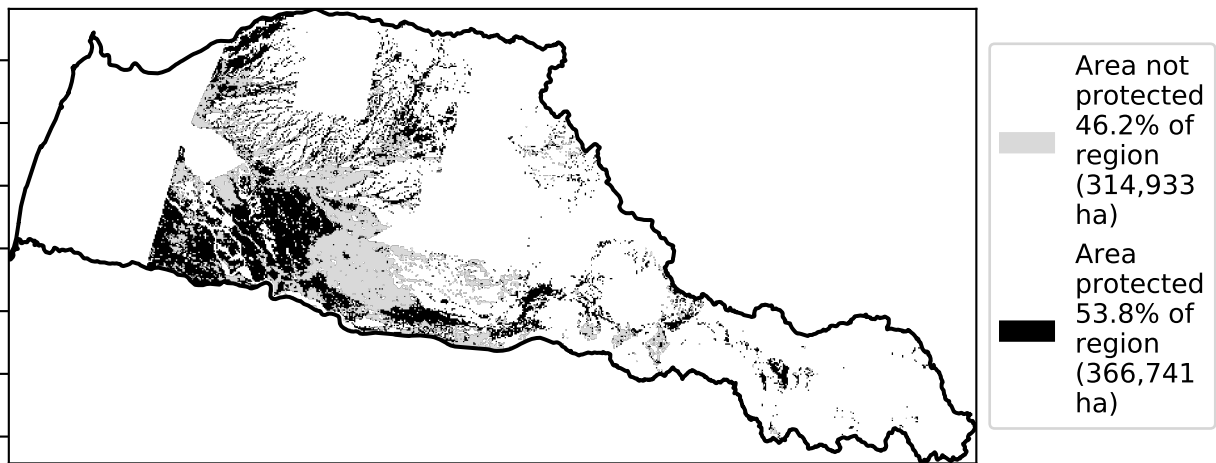 Area not
protected
46.2% of
region
(314,933
ha)
Area
protected
53.8% of
region
(366,741
ha)